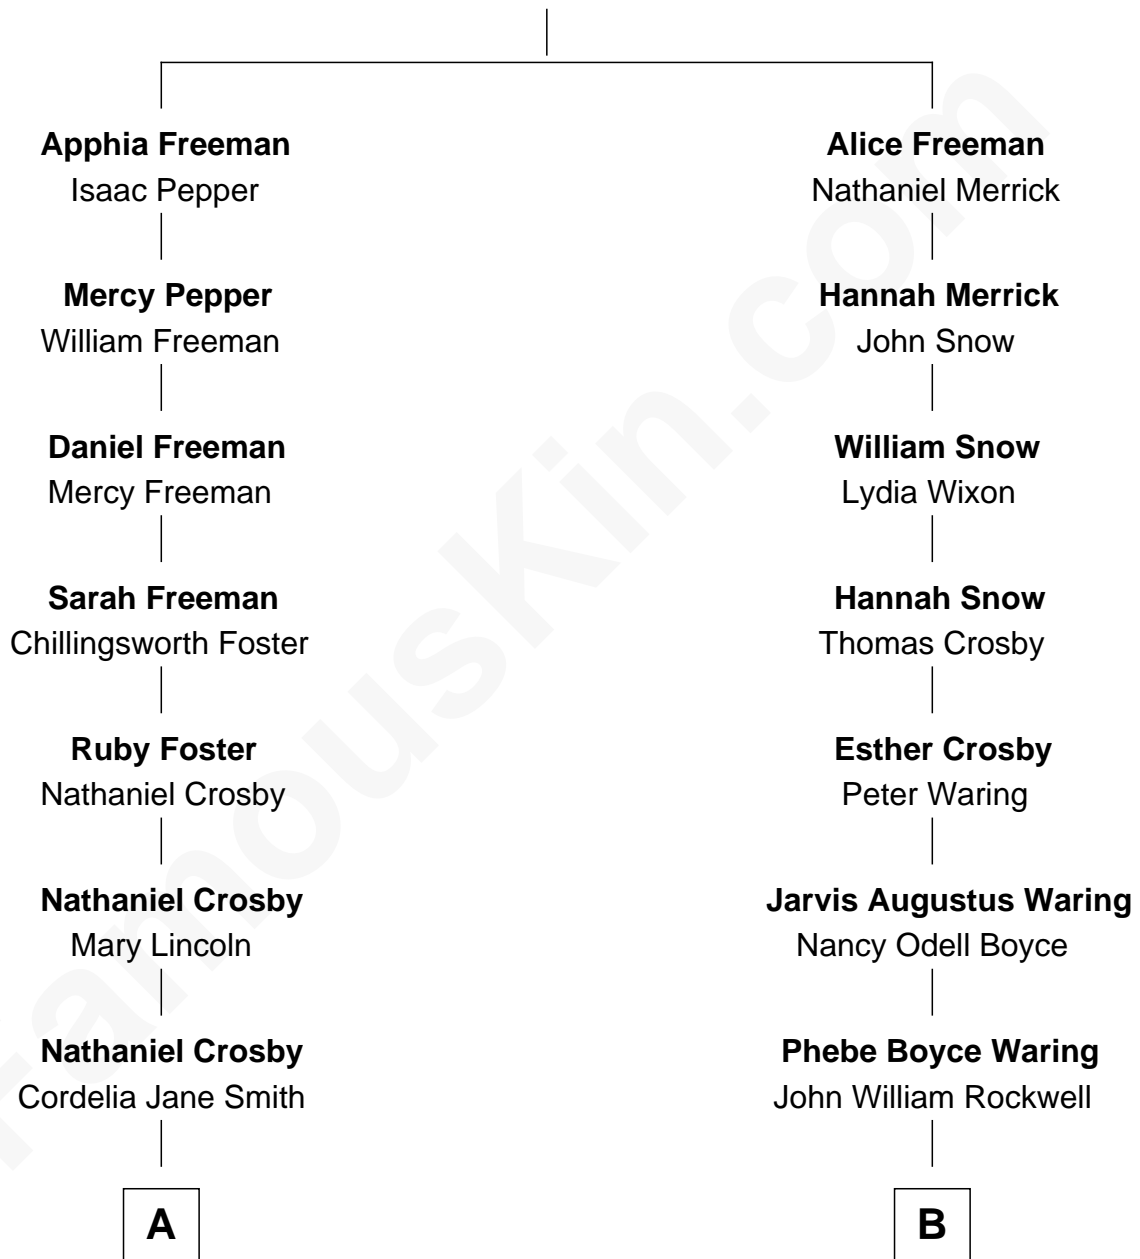 Apphia Freeman
Isaac Pepper
Mercy Pepper
William Freeman
Daniel Freeman
Mercy Freeman
Sarah Freeman
Chillingsworth Foster
Ruby Foster
Nathaniel Crosby
Nathaniel Crosby
Mary Lincoln
Nathaniel Crosby
Cordelia Jane Smith
A
Alice Freeman
Nathaniel Merrick
Hannah Merrick
John Snow
William Snow
Lydia Wixon
Hannah Snow
Thomas Crosby
Esther Crosby
Peter Waring
Jarvis Augustus Waring
Nancy Odell Boyce
Phebe Boyce Waring
John William Rockwell
B
FamousKin.com